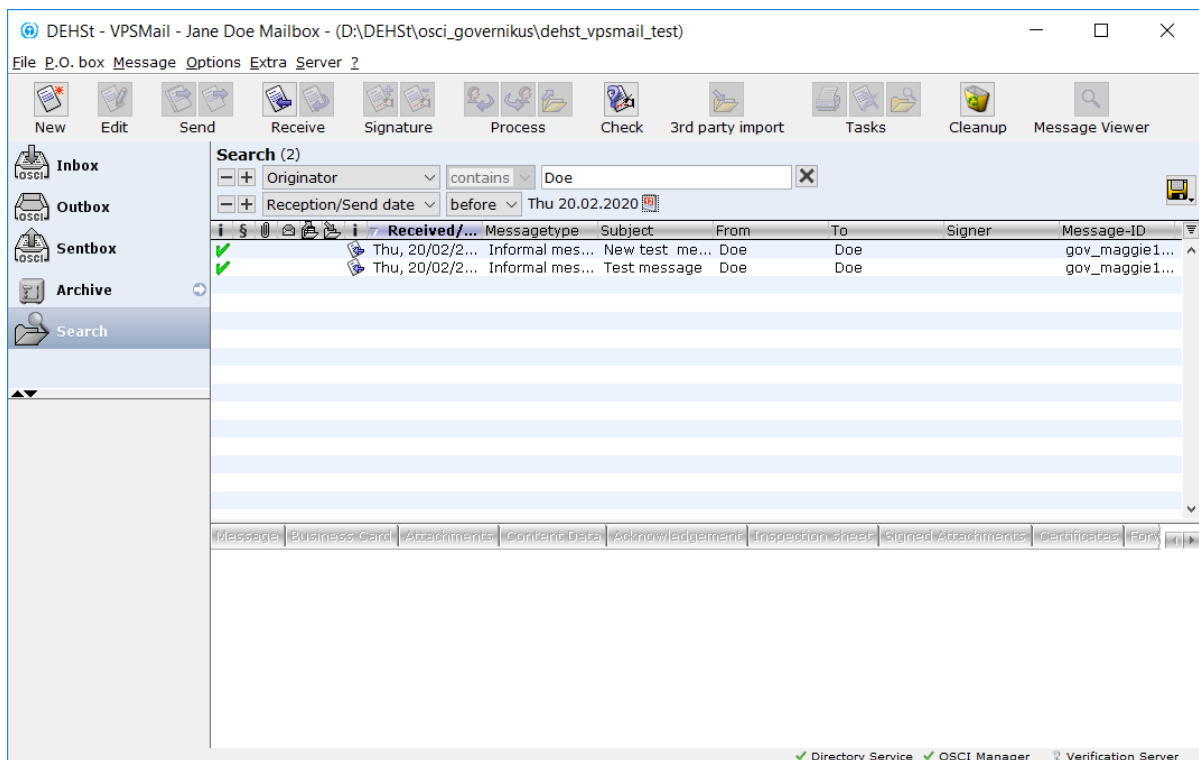 DEHSt - VPSMail - Jane Doe Mailbox - (D:\DEHSt\osci_governikus\dehst_vpsmail_test)
File P.O. box Message Options Extra Server ?
New Edit Send Receive Signature Process Check 3rd party import Tasks Cleanup Message Viewer
Inbox
Outbox
Sentbox
Archive
Search
Search (2)
Originator contains Doe
Reception/Send date before Thu 20.02.2020
i § i Received/... Messagetype Subject From To Signer Message-ID
Thu, 20/02/2... Informal mes... New test me... Doe Doe gov_maggie1...
Thu, 20/02/2... Informal mes... Test message Doe Doe gov_maggie1...
Message Business Card Attachments Content Data Acknowledgement Inspection sheet Signed Attachments Certificates Forv
Directory Service OSCI Manager ? Verification Server